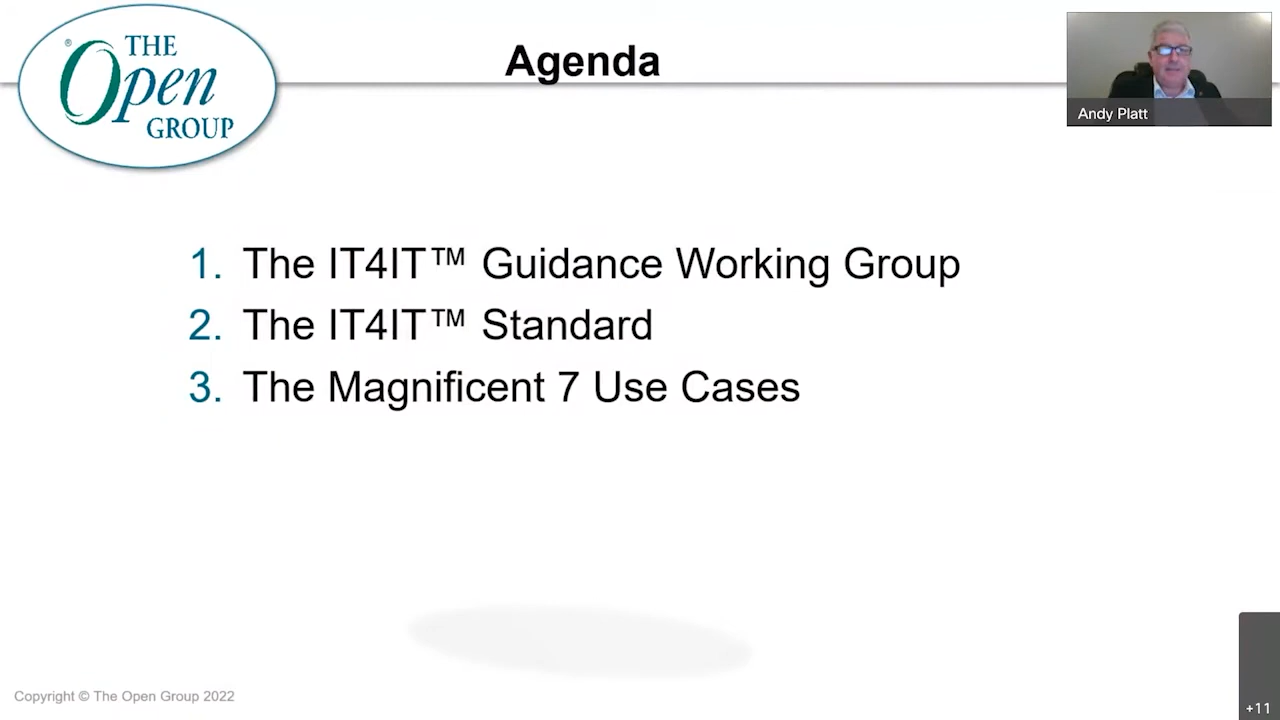 THE
Open
GROUP
®
Agenda
Andy Platt
1. The IT4IT™ Guidance Working Group
2. The IT4IT™ Standard
3. The Magnificent 7 Use Cases
Copyright © The Open Group 2022
+11